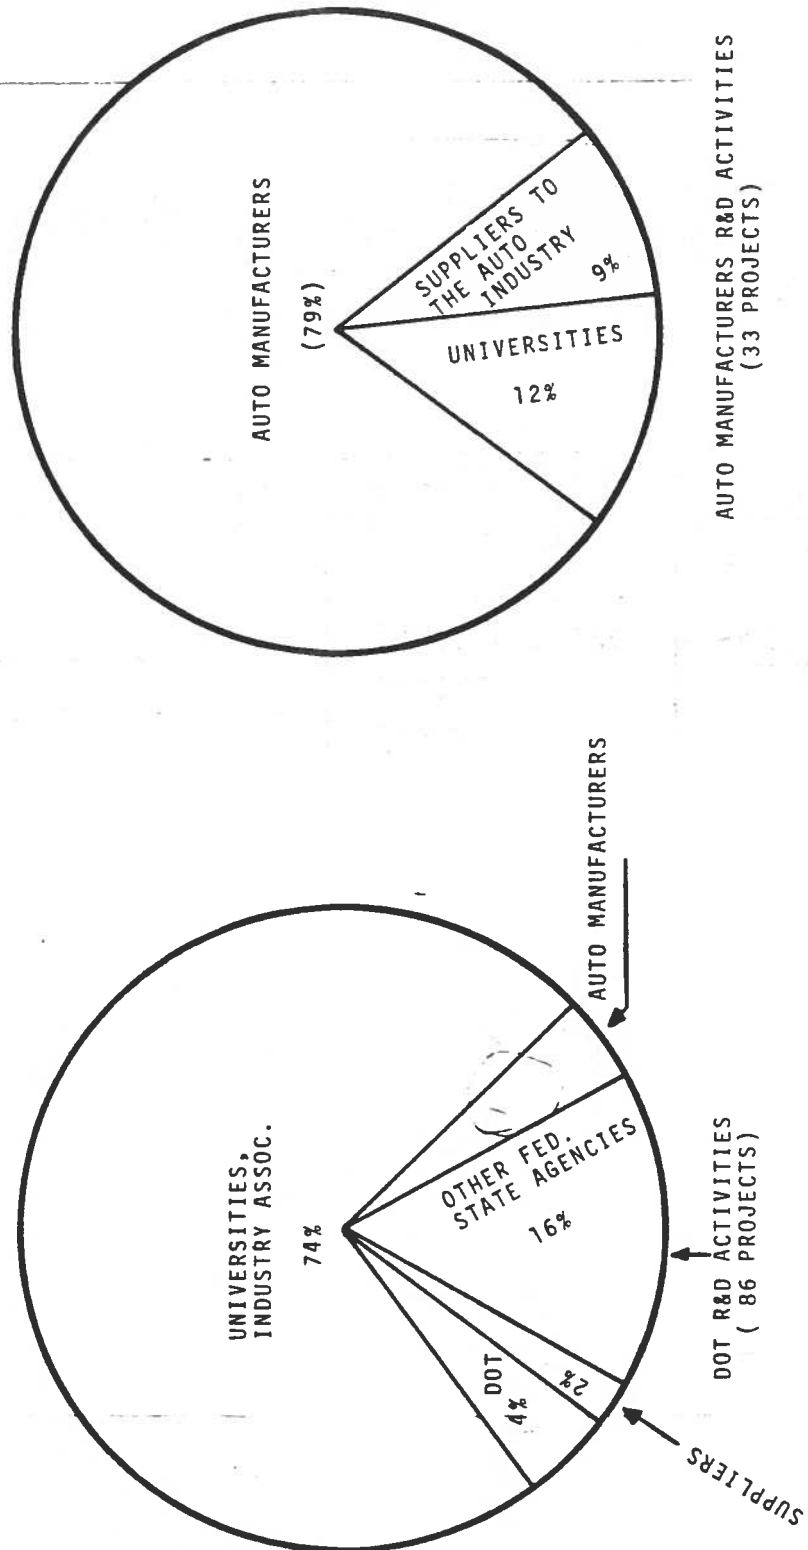 UNIVERSITIES,
INDUSTRY ASSOC.
74%
DOT
4%
2%
SUPPLIERS
OTHER FED.
STATE AGENCIES
16%
AUTO MANUFACTURERS
DOT R&D ACTIVITIES
( 86 PROJECTS)
AUTO MANUFACTURERS
(79%)
UNIVERSITIES
12%
SUPPLIERS TO
THE AUTO
INDUSTRY
9%
AUTO MANUFACTURERS R&D ACTIVITIES
(33 PROJECTS)